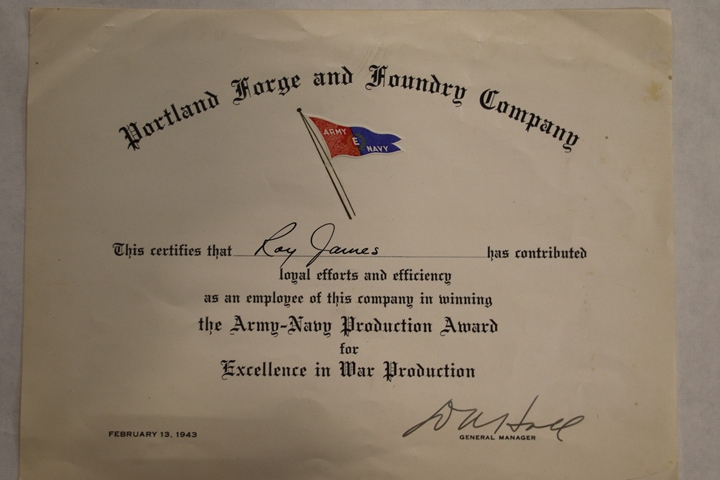 Portland Forge and Foundry Company
ARMY
E
NAVY
This certifies that Roy James has contributed
loyal efforts and efficiency
as an employee of this company in winning
the Army-Navy Production Award
for
Excellence in War Production
FEBRUARY 13, 1943
GENERAL MANAGER